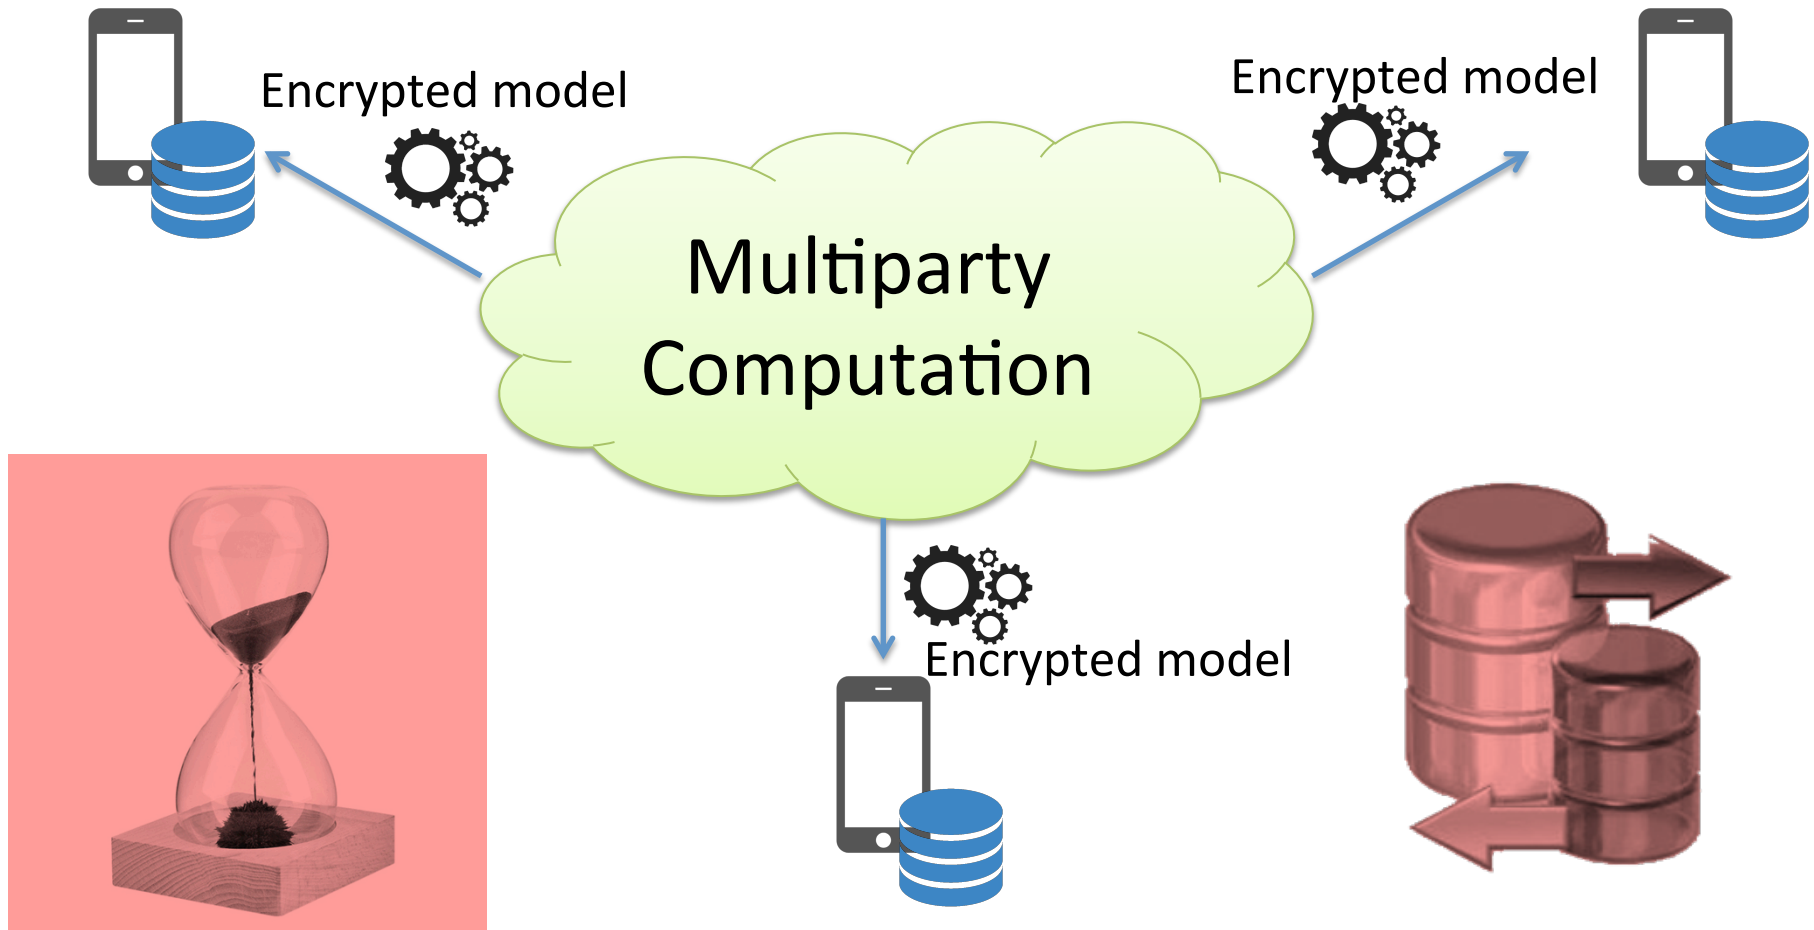 Encrypted model
Encrypted model
Multiparty
Computation
Encrypted model